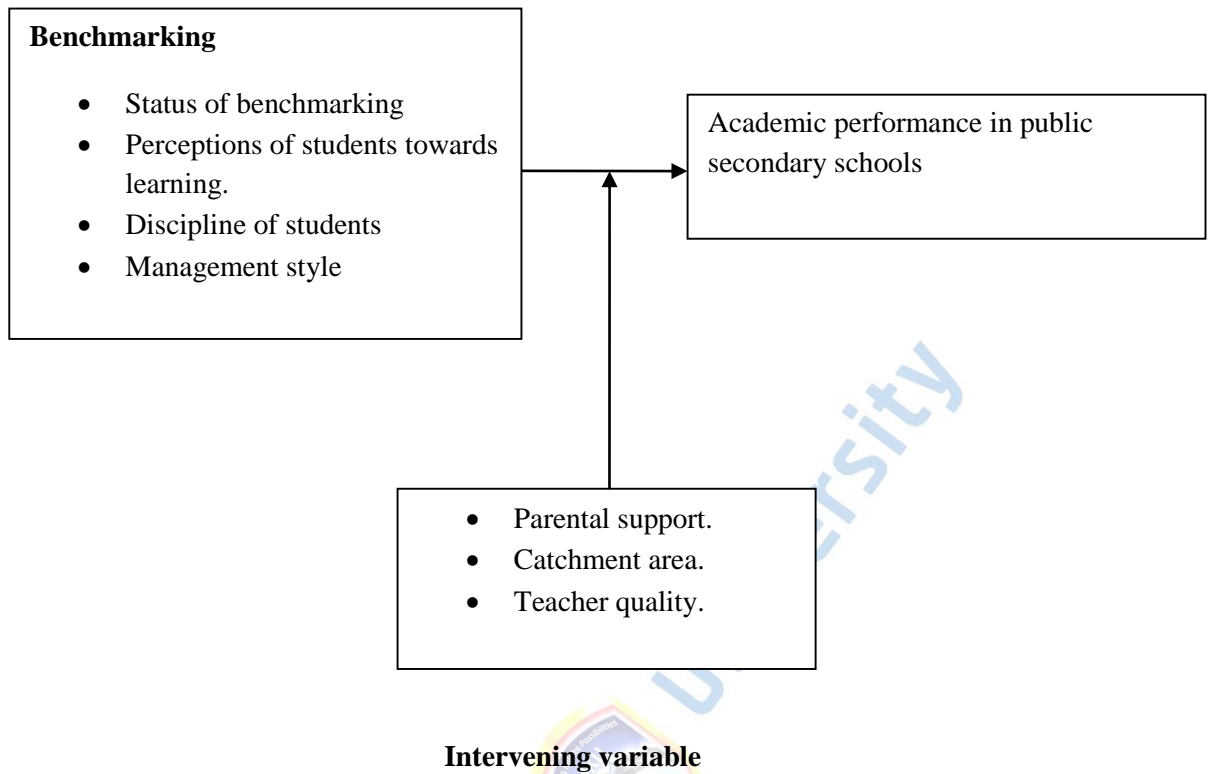 Benchmarking
• Status of benchmarking
• Perceptions of students towards
learning.
• Discipline of students
• Management style
Academic performance in public
secondary schools
• Parental support.
• Catchment area.
• Teacher quality.
Intervening variable